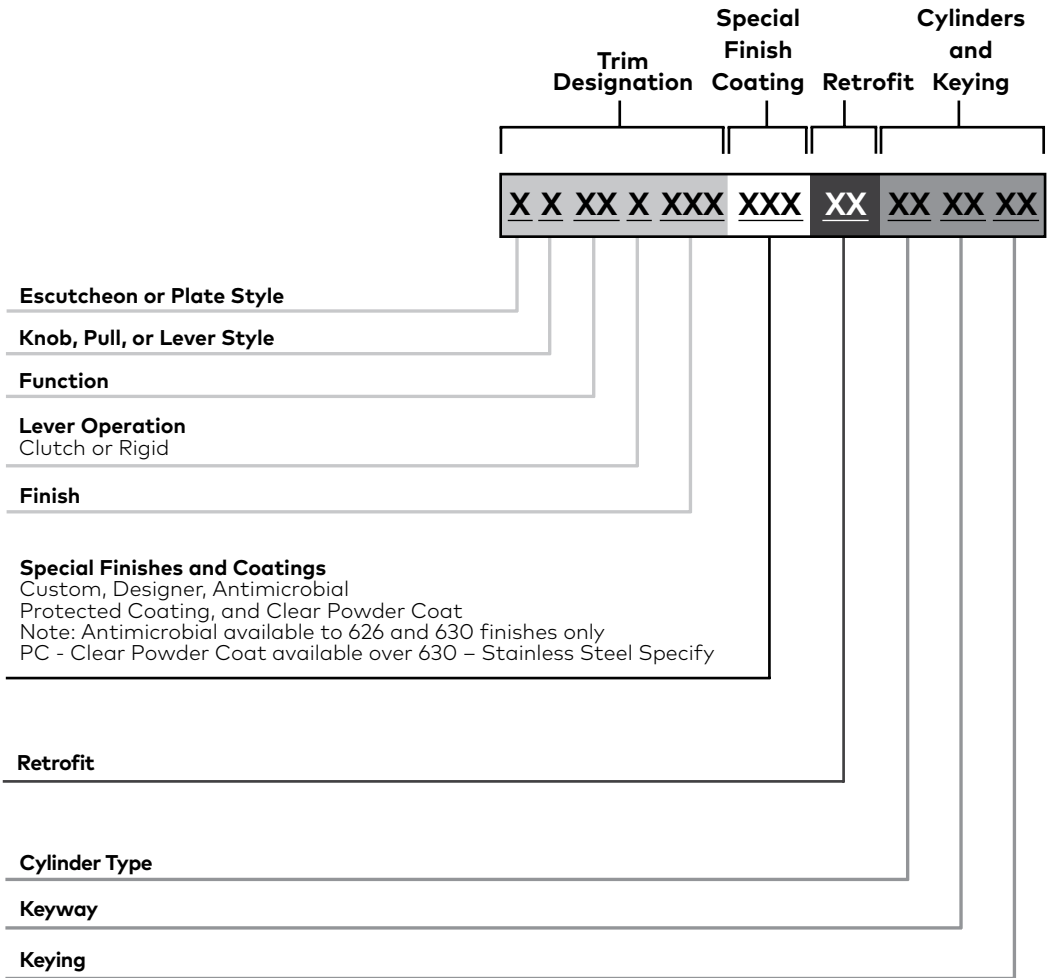 Trim
Designation
Special
Finish
Coating
Retrofit
Cylinders
and
Keying
X X XX X XXX XXX XX XX XX XX
Escutcheon or Plate Style
Knob, Pull, or Lever Style
Function
Lever Operation
Clutch or Rigid
Finish
Special Finishes and Coatings
Custom, Designer, Antimicrobial
Protected Coating, and Clear Powder Coat
Note: Antimicrobial available to 626 and 630 finishes only
PC - Clear Powder Coat available over 630 – Stainless Steel Specify
Retrofit
Cylinder Type
Keyway
Keying